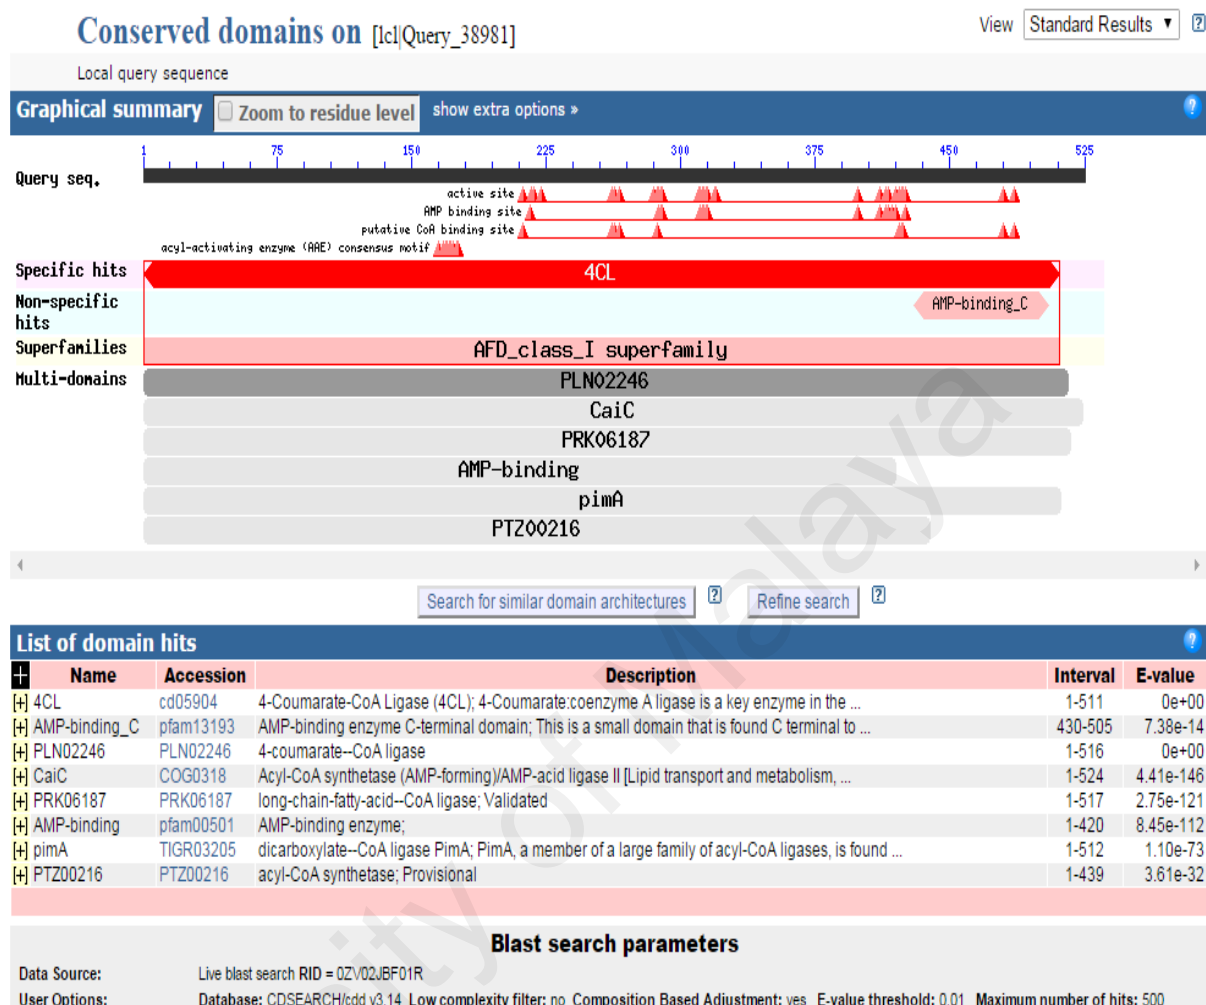 Conserved domains on [lcl|Query_38981]
View Standard Results ▼ ?
Local query sequence
Graphical summary Zoom to residue level show extra options » ?
1 75 150 225 300 375 450 525
Query seq.
active site
AMP binding site
putative CoA binding site
acyl-activating enzyme (AAE) consensus motif
Specific hits 4CL
Non-specific hits AMP-binding_C
Superfamilies AFD_class_I superfamily
Multi-domains PLN02246
CaiC
PRK06187
AMP-binding
pimA
PTZ00216
Search for similar domain architectures ? Refine search ?
List of domain hits ?
+ Name Accession Description Interval E-value
[+] 4CL cd05904 4-Coumarate-CoA Ligase (4CL); 4-Coumarate:coenzyme A ligase is a key enzyme in the ... 1-511 0e+00
[+] AMP-binding_C pfam13193 AMP-binding enzyme C-terminal domain; This is a small domain that is found C terminal to ... 430-505 7.38e-14
[+] PLN02246 PLN02246 4-coumarate--CoA ligase 1-516 0e+00
[+] CaiC COG0318 Acyl-CoA synthetase (AMP-forming)/AMP-acid ligase II [Lipid transport and metabolism, ... 1-524 4.41e-146
[+] PRK06187 PRK06187 long-chain-fatty-acid--CoA ligase; Validated 1-517 2.75e-121
[+] AMP-binding pfam00501 AMP-binding enzyme; 1-420 8.45e-112
[+] pimA TIGR03205 dicarboxylate--CoA ligase PimA; PimA, a member of a large family of acyl-CoA ligases, is found ... 1-512 1.10e-73
[+] PTZ00216 PTZ00216 acyl-CoA synthetase; Provisional 1-439 3.61e-32
Blast search parameters
Data Source: Live blast search RID = 0ZV02JBF01R
User Options: Database: CDSEARCH/cdd v3.14 Low complexity filter: no Composition Based Adjustment: yes E-value threshold: 0.01 Maximum number of hits: 500
ity of Malaya